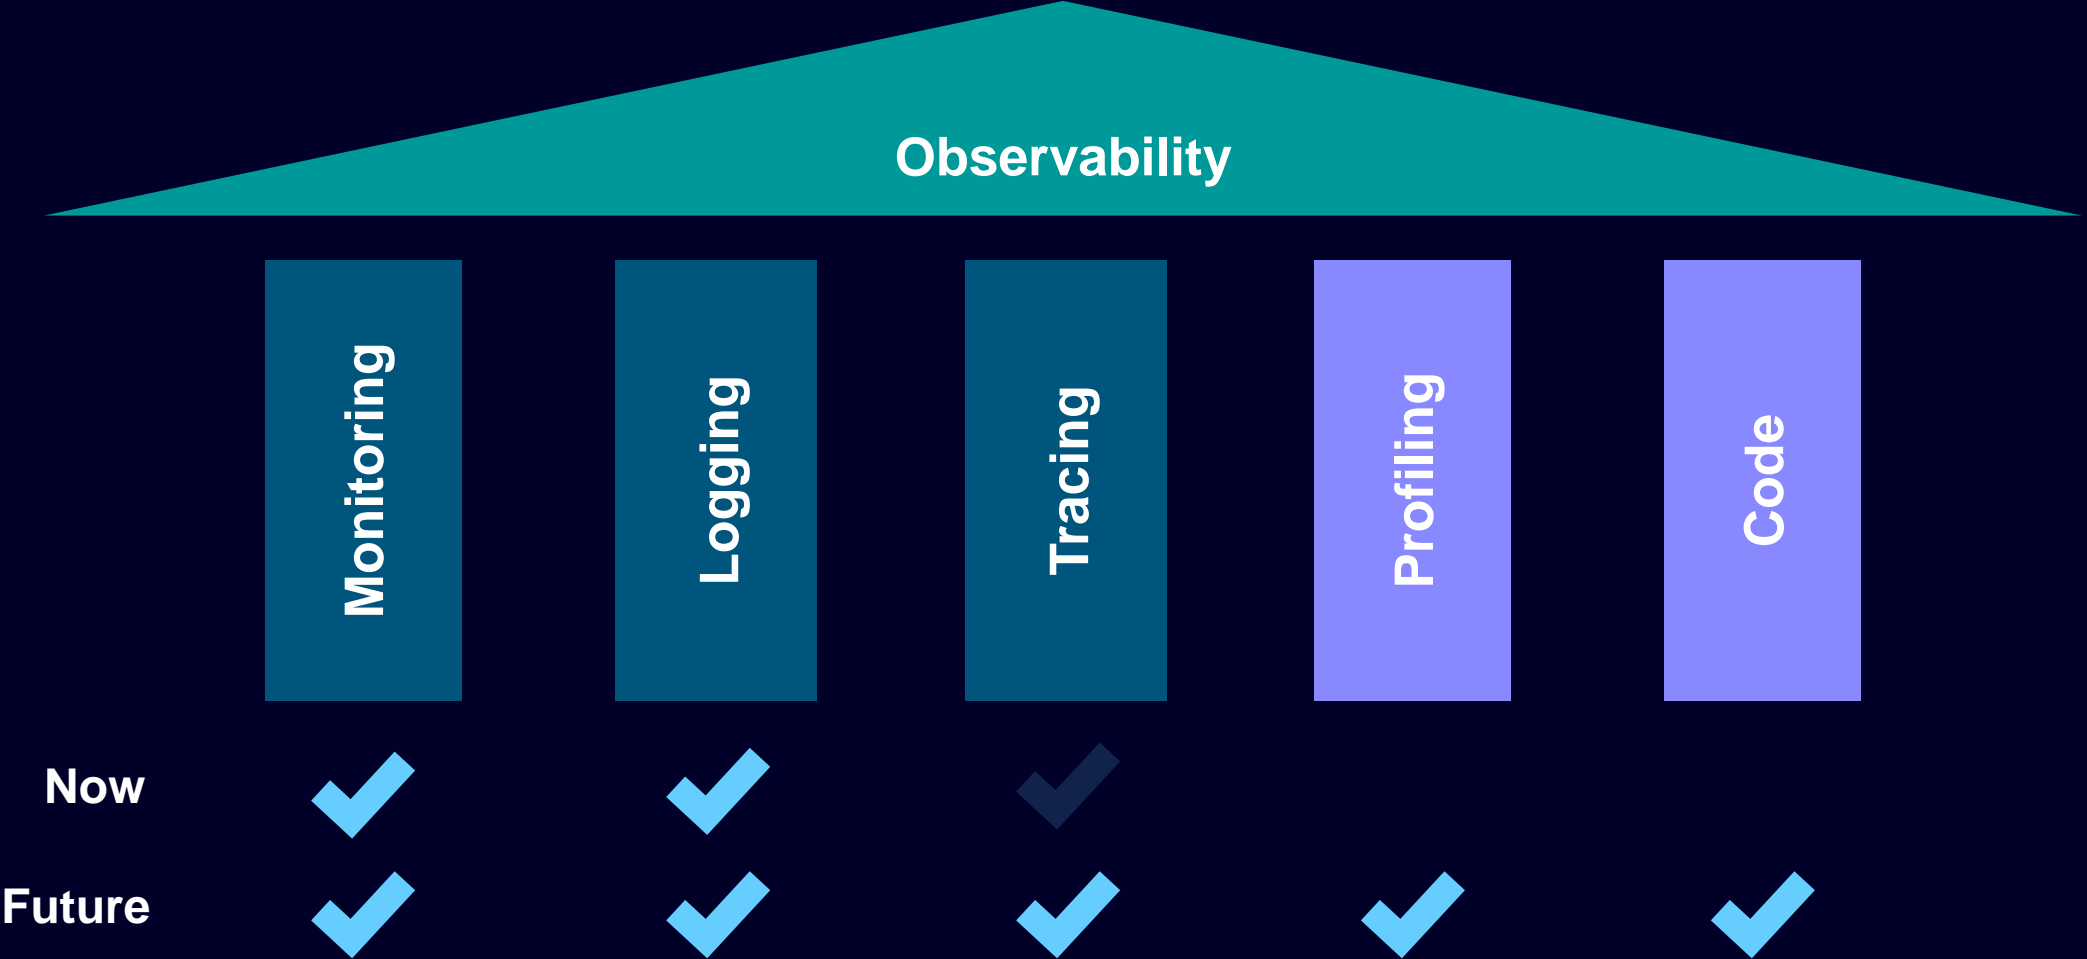 Observability
Monitoring
Logging
Tracing
Profiling
Code
Now
Future